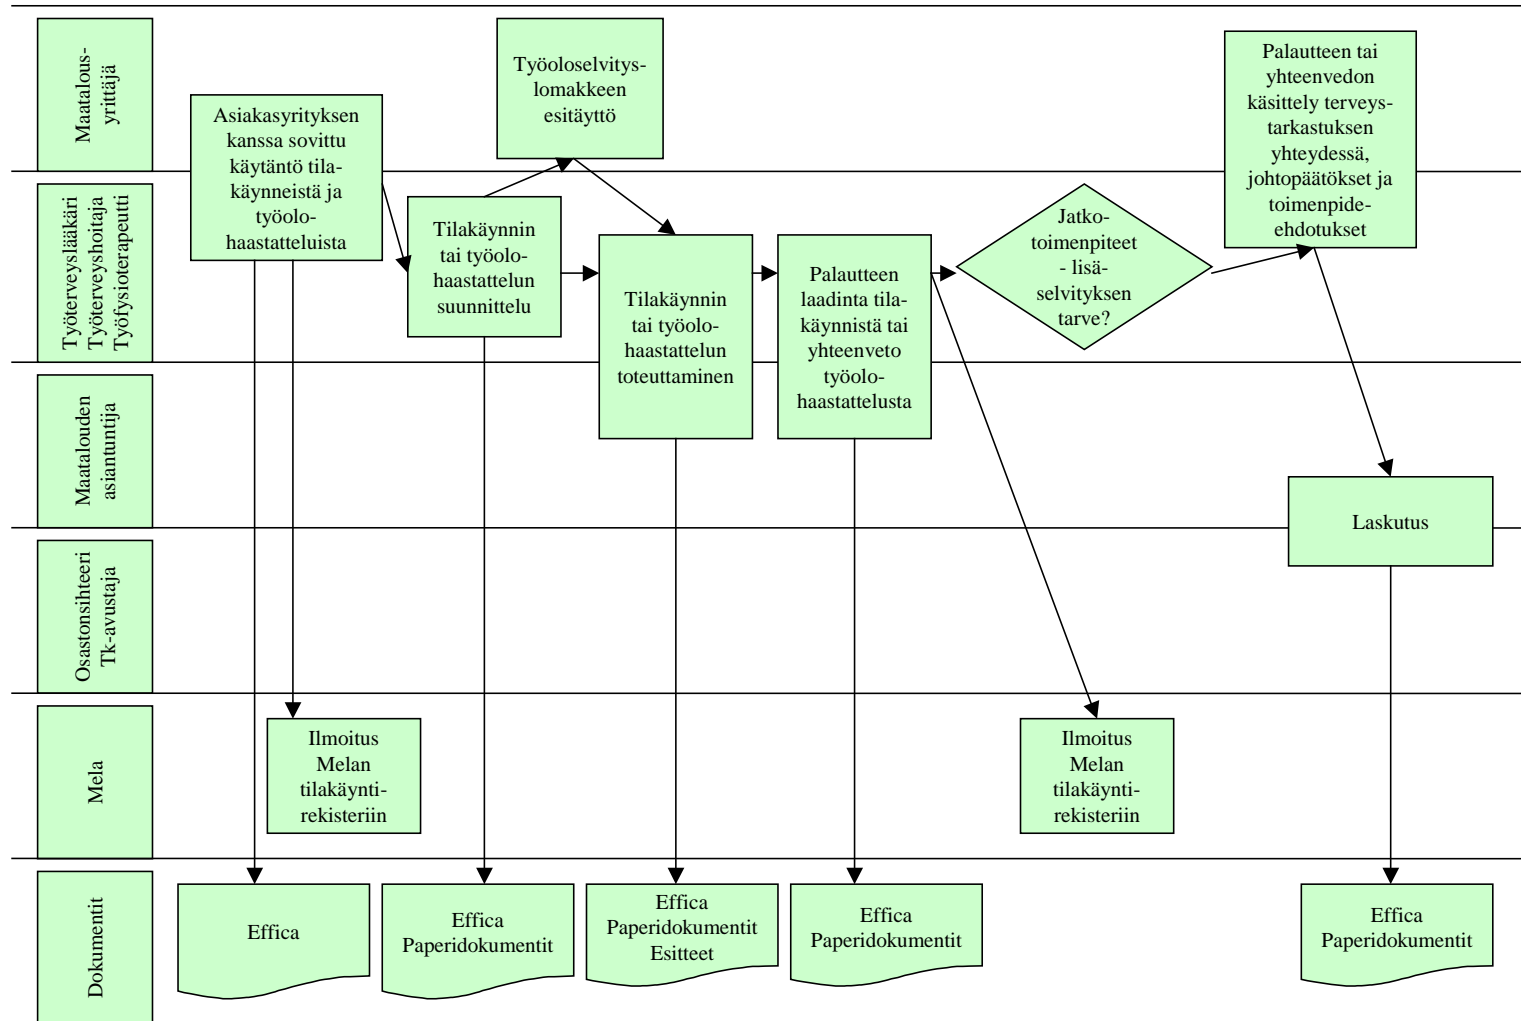 Maatalous-
yrittäjä
Työterveyslääkäri
Työterveyshoitaja
Työfysioterapeutti
Maatalouden
asiantuntija
Osastonsihteeri
Tk-avustaja
Mela
Dokumentit
Asiakasyrityksen
kanssa sovittu
käytäntö tila-
käynneistä ja
työolo-
haastatteluista
Työoloselvitys-
lomakkeen
esitäyttö
Tilakäynnin
tai työolo-
haastattelun
suunnittelu
Tilakäynnin
tai työolo-
haastattelun
toteuttaminen
Palautteen
laadinta tila-
käynnistä tai
yhteenveto
työolo-
haastattelusta
Jatko-
toimenpiteet
- lisä-
selvityksen
tarve?
Palautteen tai
yhteenvedon
käsittely terveys-
tarkastuksen
yhteydessä,
johtopäätökset ja
toimenpide-
ehdotukset
Laskutus
Ilmoitus
Melan
tilakäynti-
rekisteriin
Ilmoitus
Melan
tilakäynti-
rekisteriin
Effica
Effica
Paperidokumentit
Effica
Paperidokumentit
Esitteet
Effica
Paperidokumentit
Effica
Paperidokumentit